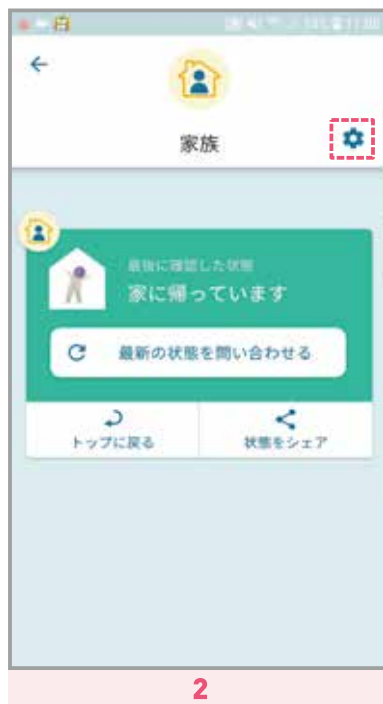 家族
最後に確認した状態
家に帰っています
最新の状態を問い合わせる
トップに戻る
状態をシェア
2